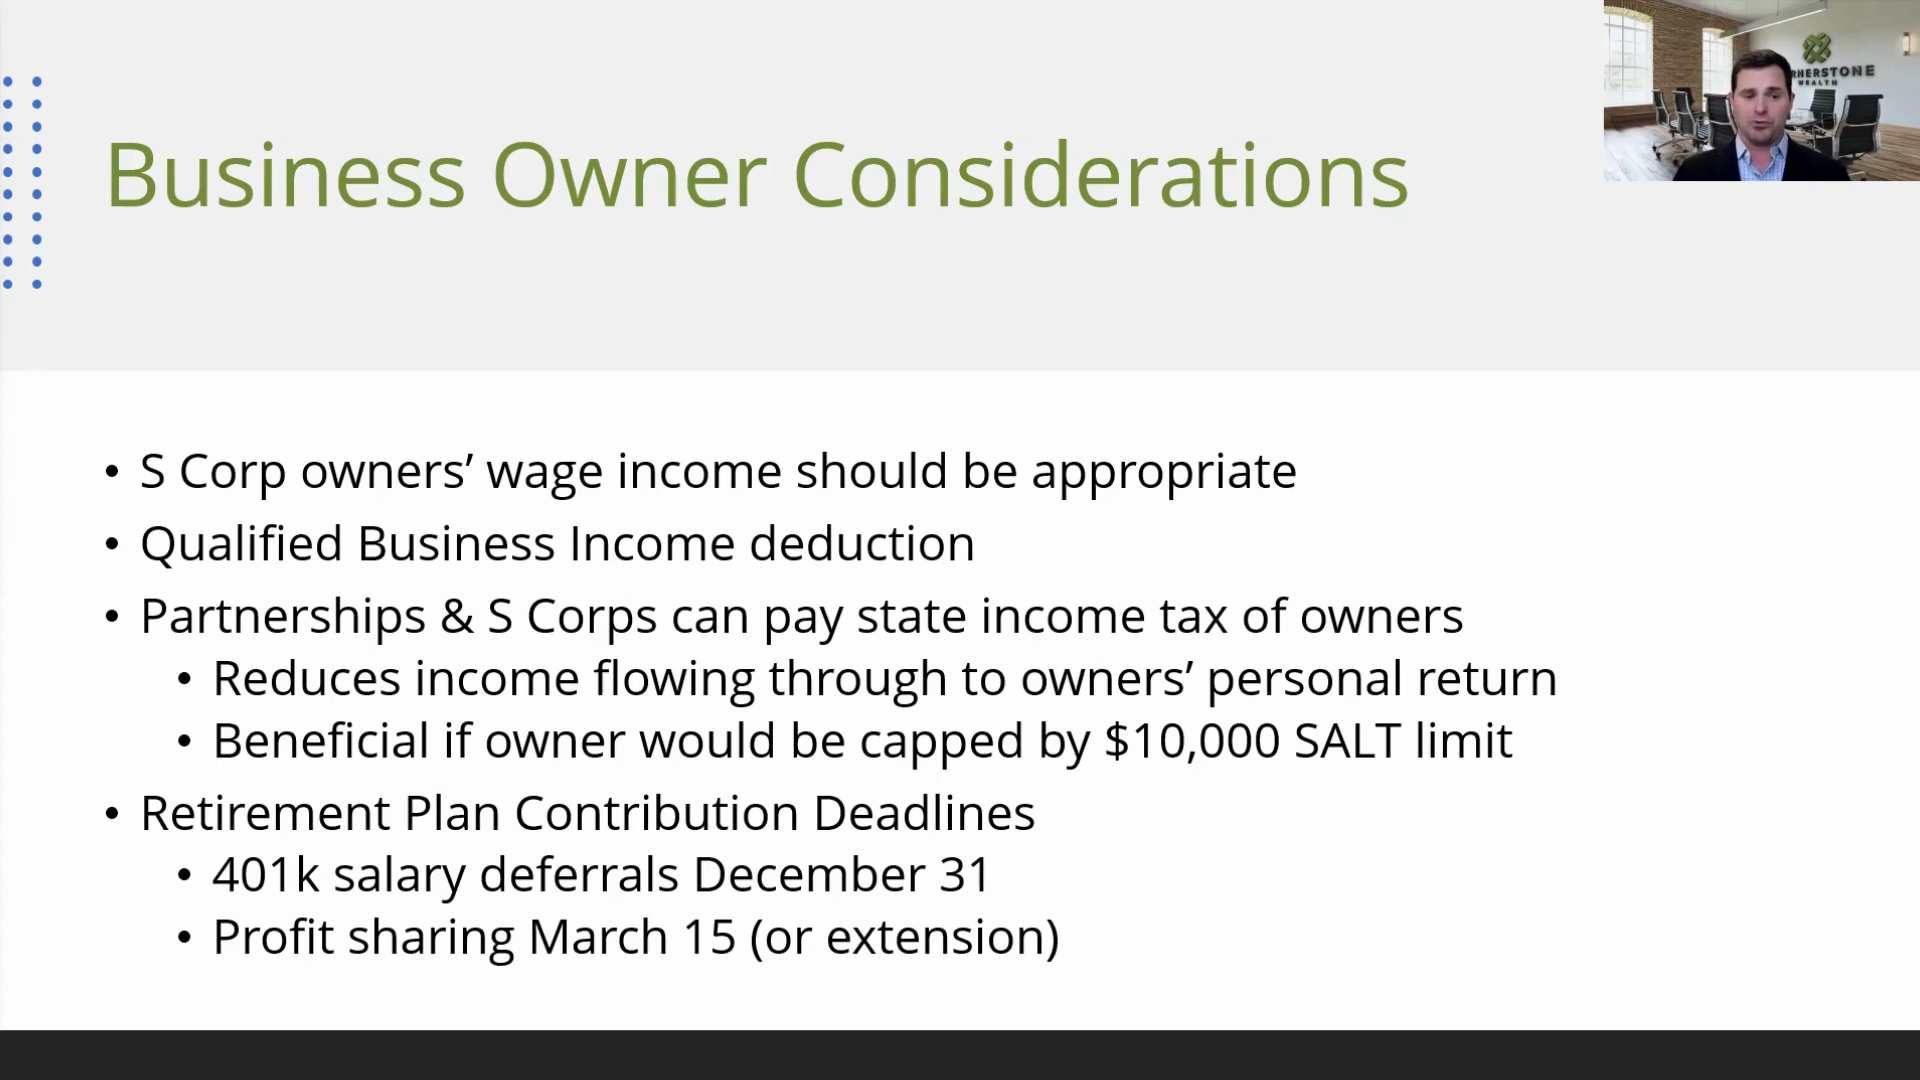 RNERSTONE
WEALTH
Business Owner Considerations
• S Corp owners’ wage income should be appropriate
• Qualified Business Income deduction
• Partnerships & S Corps can pay state income tax of owners
• Reduces income flowing through to owners’ personal return
• Beneficial if owner would be capped by $10,000 SALT limit
• Retirement Plan Contribution Deadlines
• 401k salary deferrals December 31
• Profit sharing March 15 (or extension)